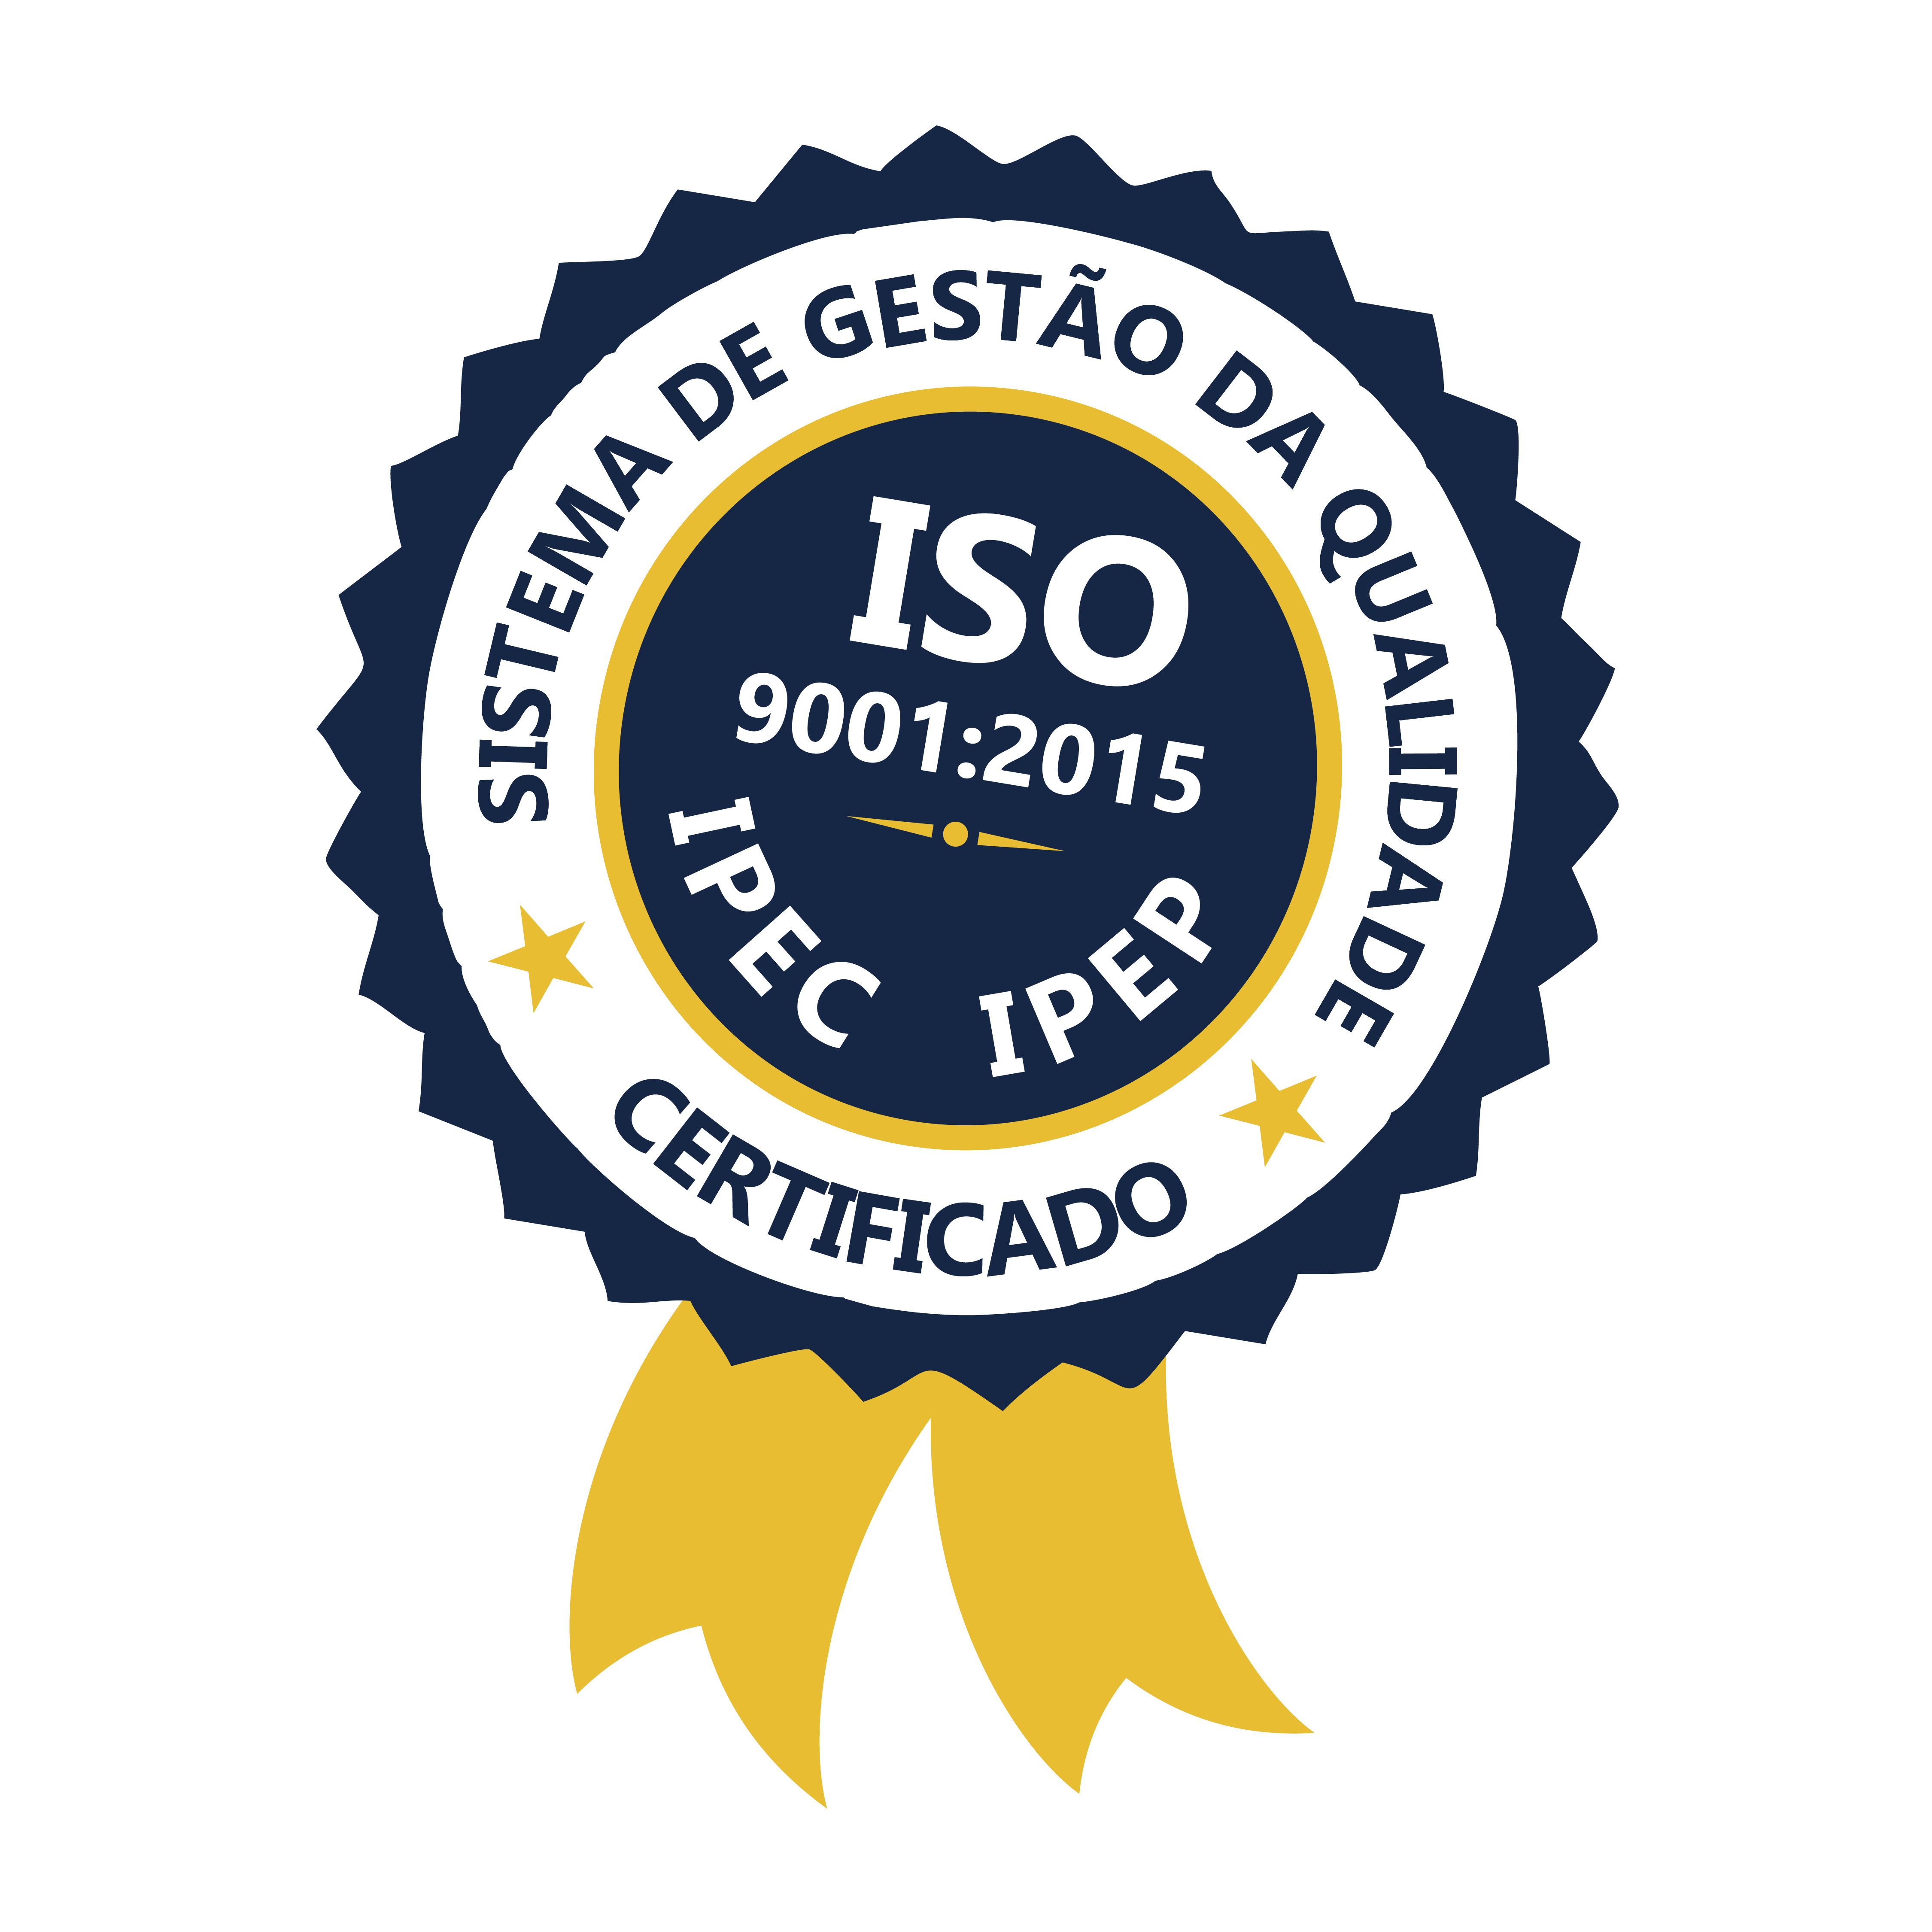 SISTEMA DE GESTÃO DA QUALIDADE
ISO
9001:2015
IPEC IPEP
CERTIFICADO